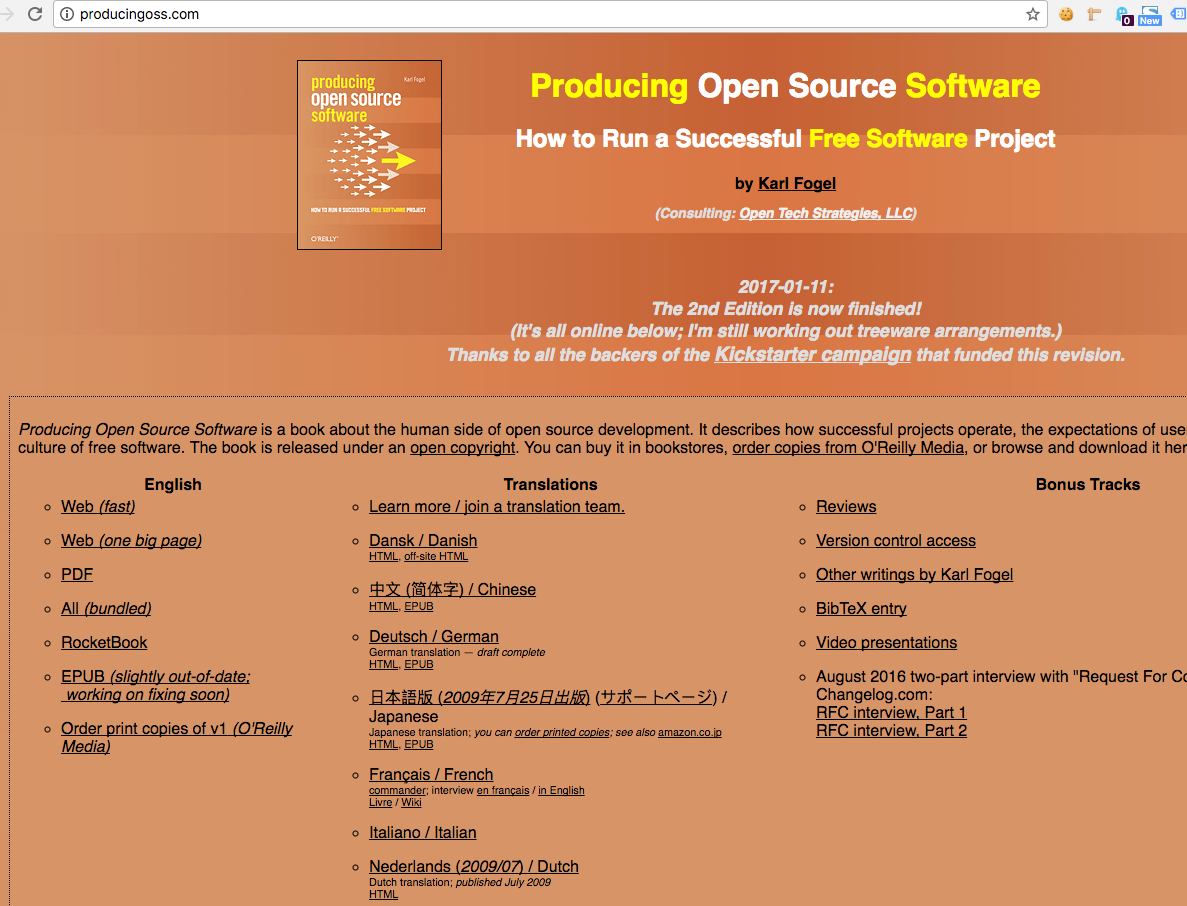 producingoss.com
0
New
producing
Karl Fogel
open source
software
HOW TO RUN A SUCCESSFUL FREE SOFTWARE PROJECT
O'REILLY
Producing Open Source Software
How to Run a Successful Free Software Project
by Karl Fogel
(Consulting: Open Tech Strategies, LLC)
2017-01-11:
The 2nd Edition is now finished!
(It's all online below; I'm still working out treeware arrangements.)
Thanks to all the backers of the Kickstarter campaign that funded this revision.
Producing Open Source Software is a book about the human side of open source development. It describes how successful projects operate, the expectations of use
culture of free software. The book is released under an open copyright. You can buy it in bookstores, order copies from O'Reilly Media, or browse and download it her
English
Web (fast)
Web (one big page)
PDF
All (bundled)
RocketBook
EPUB (slightly out-of-date;
working on fixing soon)
Order print copies of v1 (O'Reilly
Media)
Translations
Learn more / join a translation team.
Dansk / Danish
HTML, off-site HTML
中文 (简体字) / Chinese
HTML, EPUB
Deutsch / German
German translation — draft complete
HTML, EPUB
日本語版 (2009年7月25日出版) (サポートページ) /
Japanese
Japanese translation; you can order printed copies; see also amazon.co.jp
HTML, EPUB
Français / French
commander; interview en français / in English
Livre / Wiki
Italiano / Italian
Nederlands (2009/07) / Dutch
Dutch translation; published July 2009
HTML
Bonus Tracks
Reviews
Version control access
Other writings by Karl Fogel
BibTeX entry
Video presentations
August 2016 two-part interview with "Request For Co
Changelog.com:
RFC interview, Part 1
RFC interview, Part 2